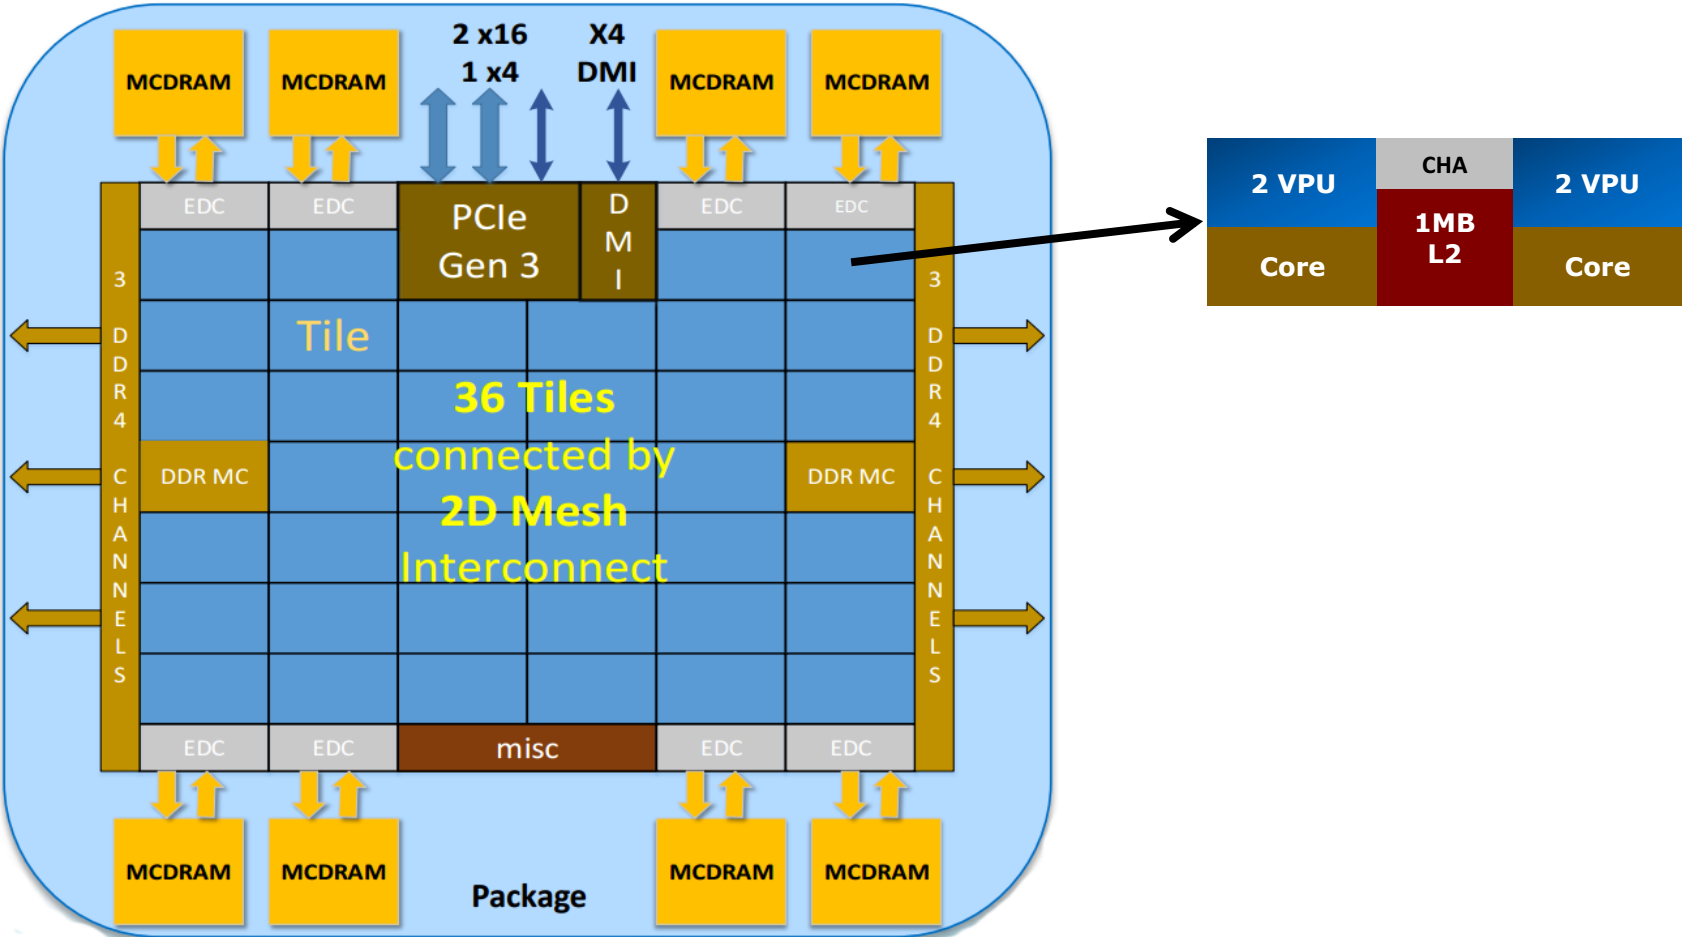 2 x16
1 x4
X4
DMI
MCDRAM
MCDRAM
MCDRAM
MCDRAM
EDC
EDC
PCIe
Gen 3
D
M
I
EDC
EDC
3
D
D
R
4
C
H
A
N
N
E
L
S
Tile
36 Tiles
connected by
2D Mesh
Interconnect
DDR MC
DDR MC
3
D
D
R
4
C
H
A
N
N
E
L
S
EDC
EDC
misc
EDC
EDC
MCDRAM
MCDRAM
Package
MCDRAM
MCDRAM
2 VPU
CHA
2 VPU
1MB
L2
Core
Core